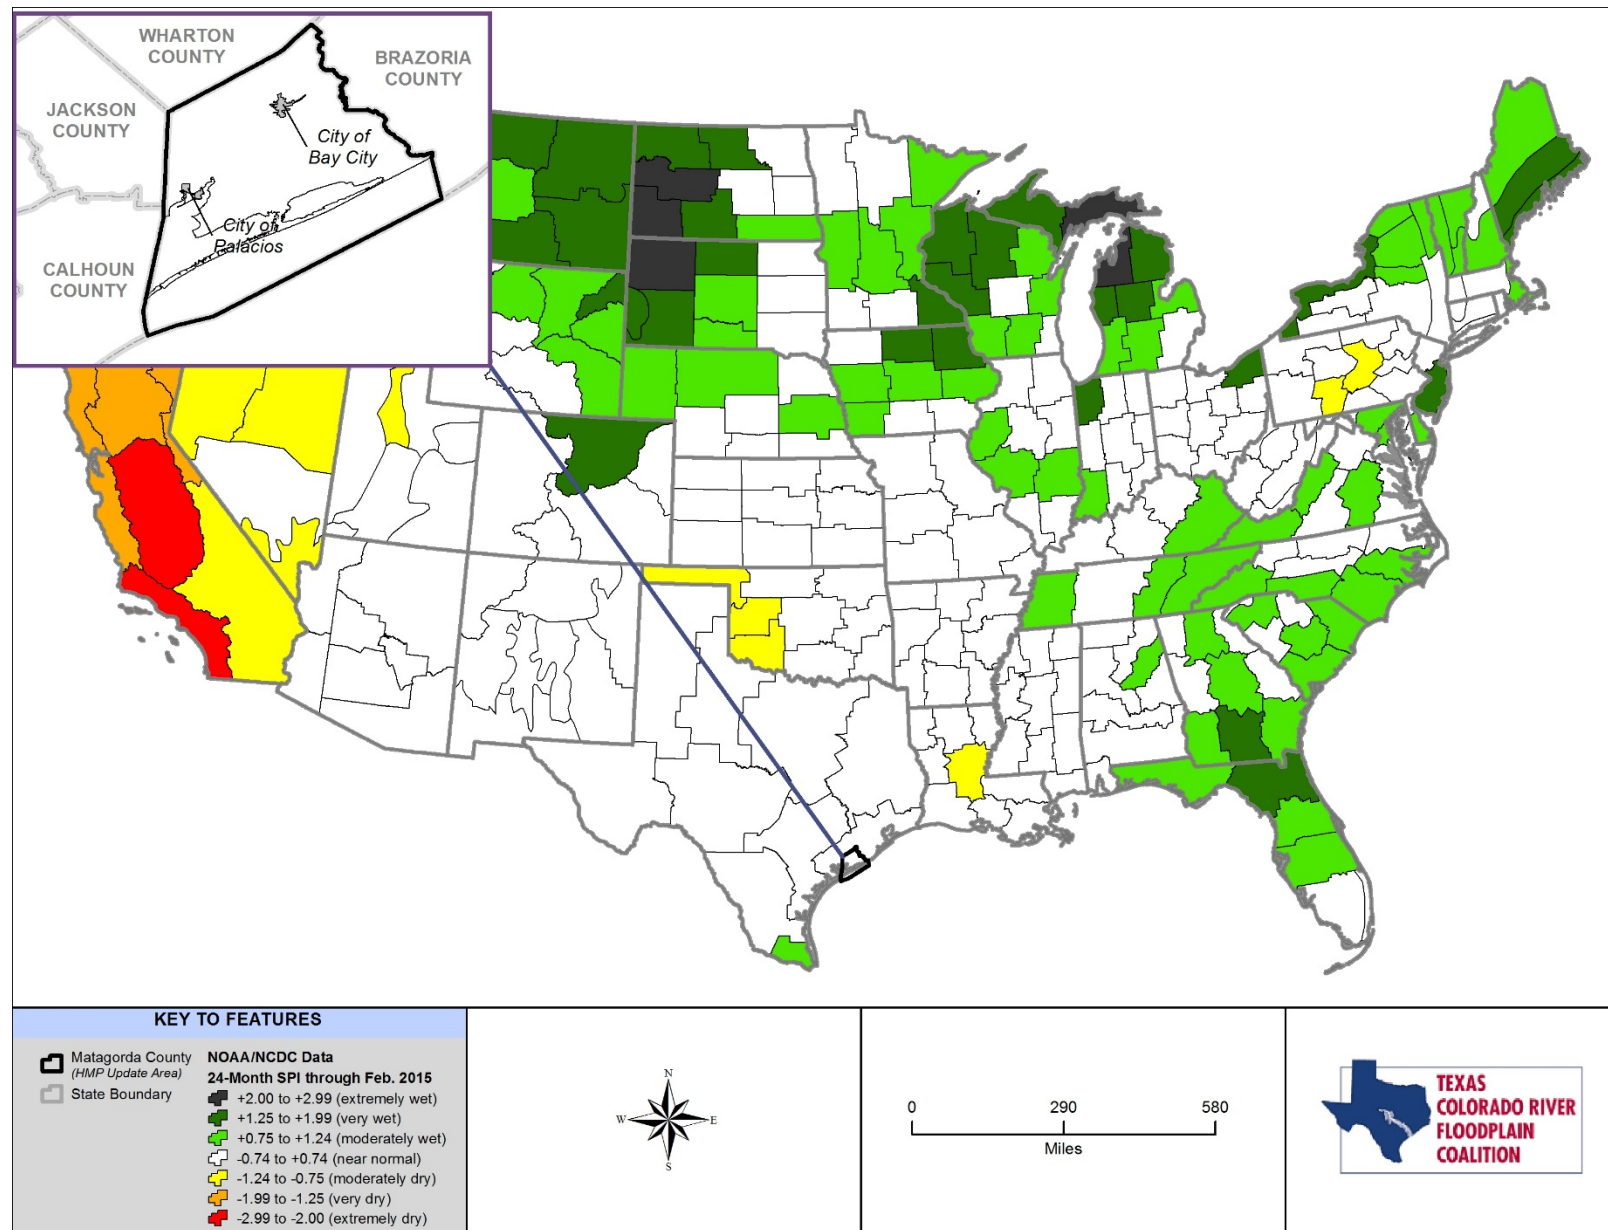 WHARTON
COUNTY
BRAZORIA
COUNTY
JACKSON
COUNTY
City of
Bay City
City of
Palacios
CALHOUN
COUNTY
KEY TO FEATURES
Matagorda County
(HMP Update Area)
State Boundary
NOAA/NCDC Data
24-Month SPI through Feb. 2015
+2.00 to +2.99 (extremely wet)
+1.25 to +1.99 (very wet)
+0.75 to +1.24 (moderately wet)
-0.74 to +0.74 (near normal)
-1.24 to -0.75 (moderately dry)
-1.99 to -1.25 (very dry)
-2.99 to -2.00 (extremely dry)
N
W E
S
0 290 580
Miles
TEXAS
COLORADO RIVER
FLOODPLAIN
COALITION